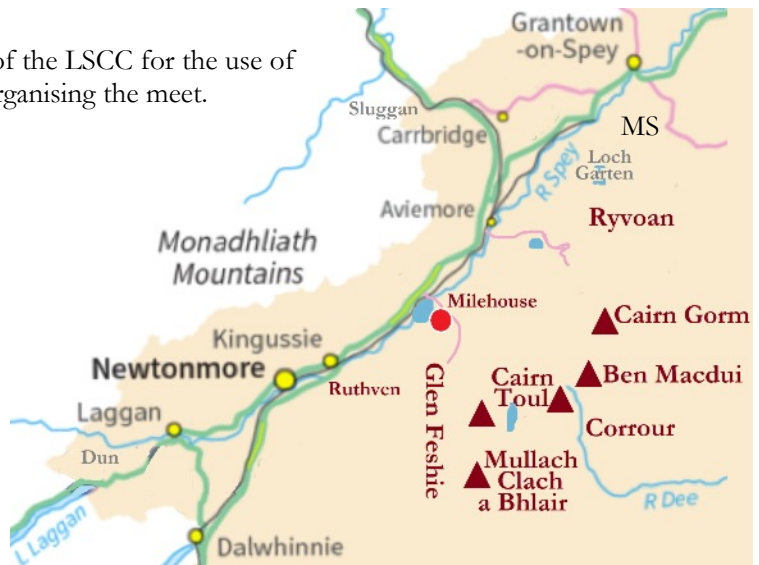 Grantown
-on-Spey
of the LSCC for the use of
rganising the meet.
Sluggan
Carrbridge
MS
Loch
Garten
R Spey
Aviemore
Ryvoan
Monadhliath
Mountains
Milehouse
Cairn Gorm
Kingussie
Newtonmore
Ruthven
Glen Feshie
Cairn
Toul
Ben Macdui
Laggan
Corrour
Dun
Mullach
Clach
a Bhlair
R Dee
L Laggan
Dalwhinnie